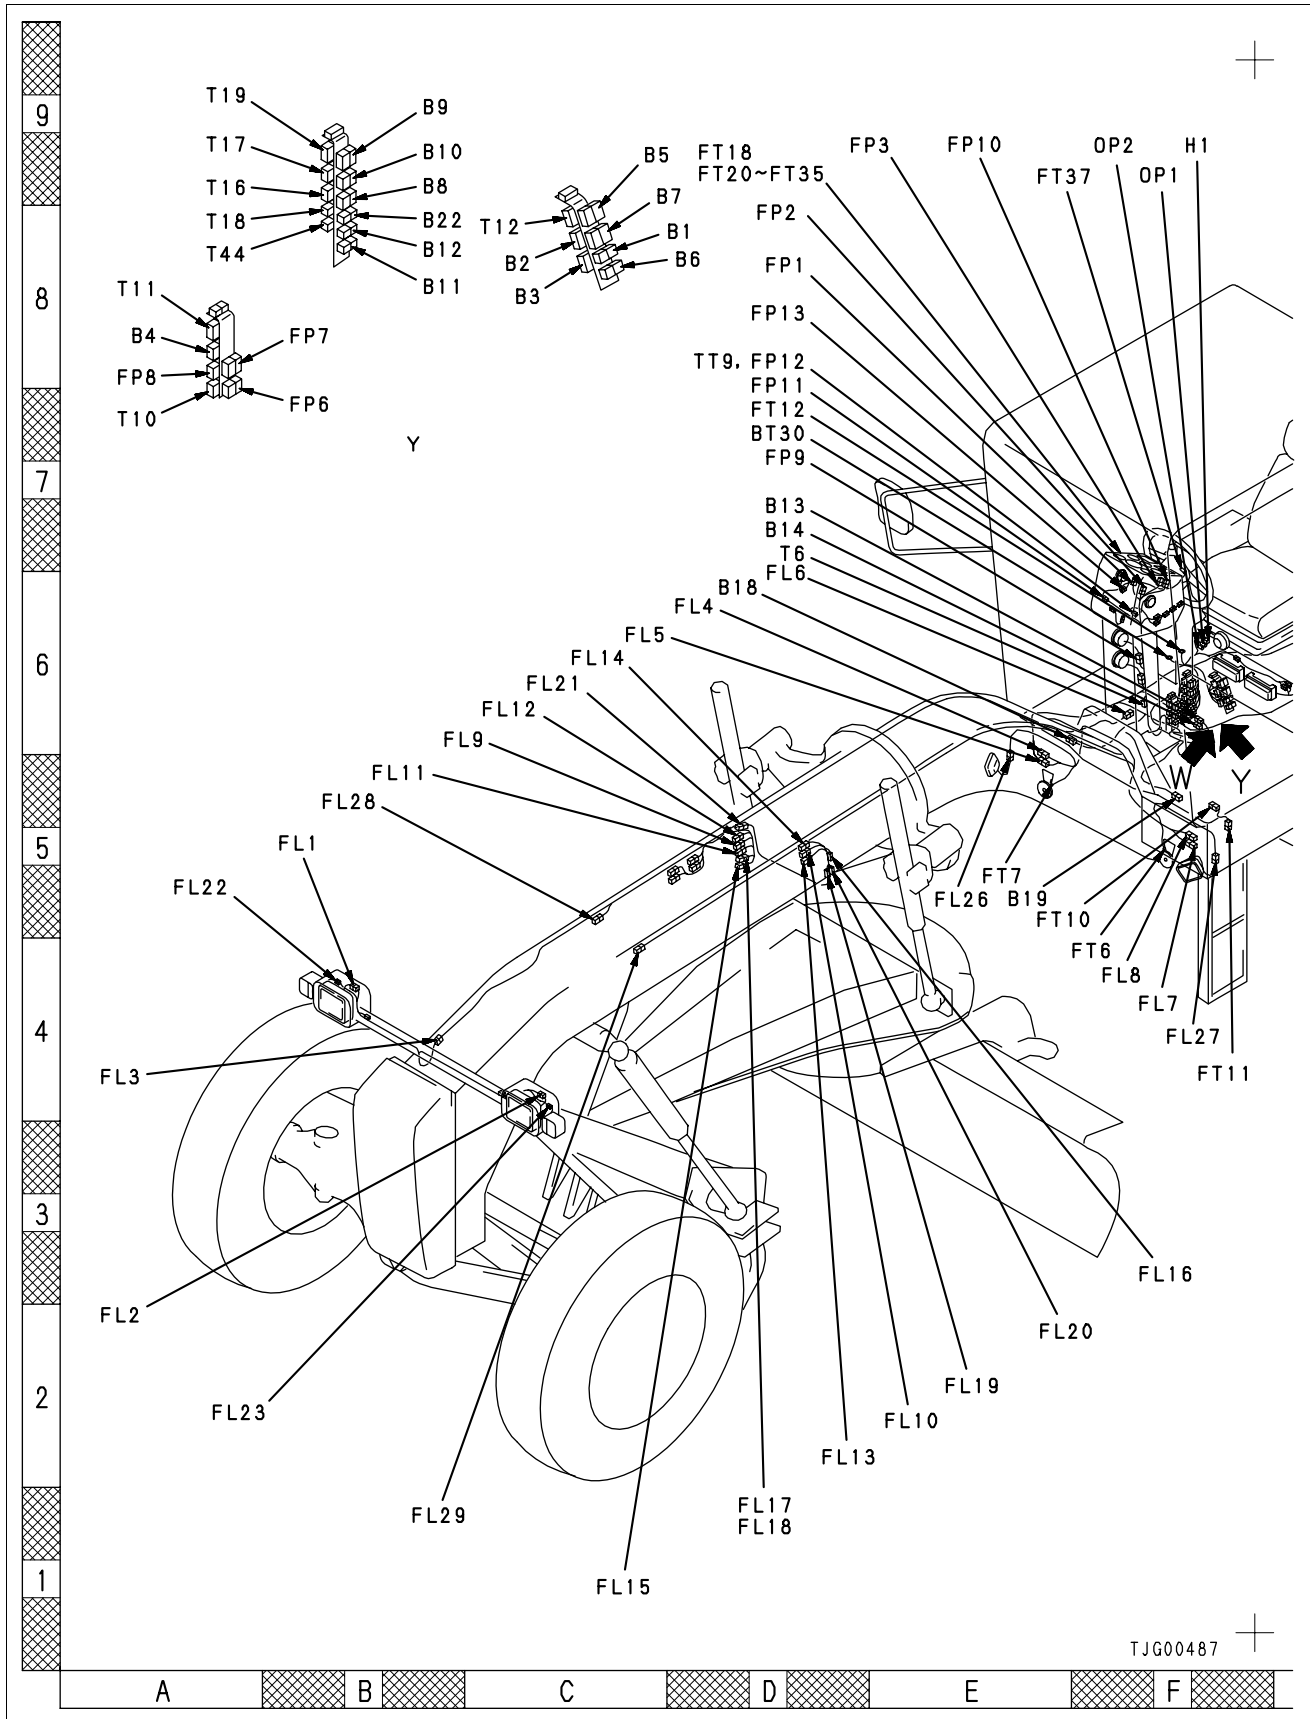 9
T19
B9
T17
B10
T16
B8
T18
B22
T44
B12
B11
B5
B7
T12
B1
B2
B6
B3
FT18
FT20~FT35
FP3
FP10
OP2
H1
FT37
OP1
FP2
FP1
FP13
TT9, FP12
FP11
FT12
BT30
FP9
8
T11
B4
FP7
FP8
T10
FP6
Y
7
B13
B14
T6
FL6
B18
FL4
FL5
6
FL14
FL21
FL12
FL9
FL11
FL28
W
Y
5
FL1
FL22
FT7
FL26
B19
FT10
FT6
FL8
FL7
FL27
FT11
4
FL3
3
FL16
FL2
FL20
2
FL23
FL19
FL10
FL13
FL29
FL17
FL18
1
FL15
TJG00487
A
B
C
D
E
F